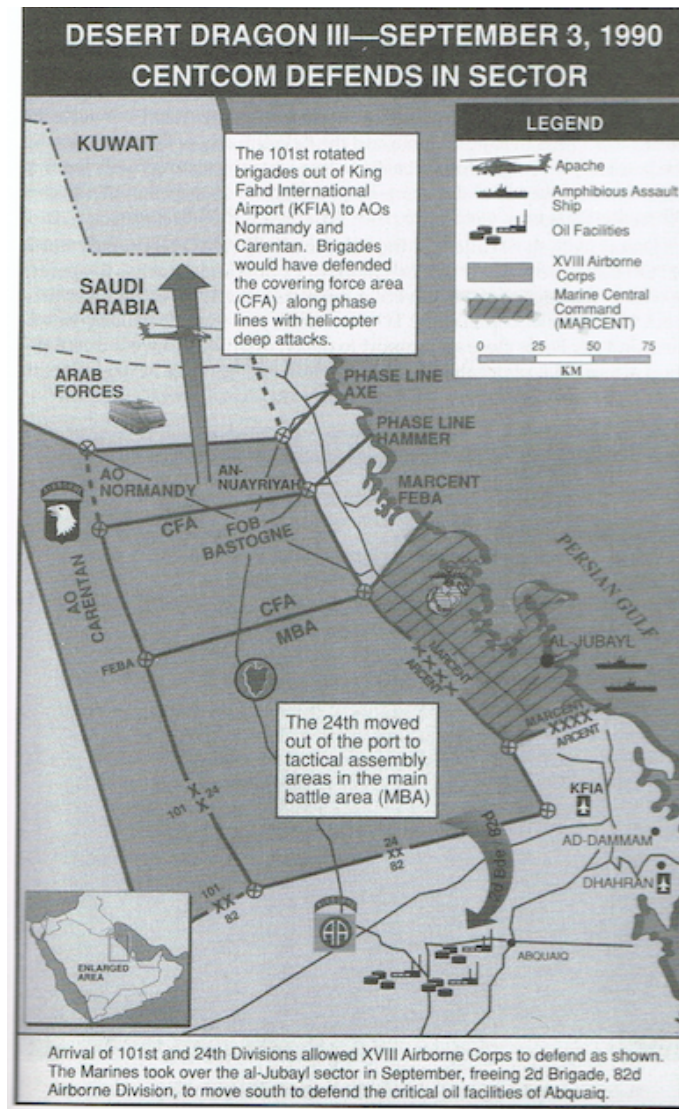 DESERT DRAGON III—SEPTEMBER 3, 1990
CENTCOM DEFENDS IN SECTOR
KUWAIT
The 101st rotated
brigades out of King
Fahd International
Airport (KFIA) to AOs
Normandy and
Carentan. Brigades
would have defended
the covering force area
(CFA) along phase
lines with helicopter
deep attacks.
LEGEND
Apache
Amphibious Assault
Ship
Oil Facilities
XVIII Airborne
Corps
Marine Central
Command
(MARCENT)
0 25 50 75
KM
SAUDI
ARABIA
ARAB
FORCES
PHASE LINE
AXE
PHASE LINE
HAMMER
AO
NORMANDY
AN-
NUAYRIYAH
MARCENT
FEBA
CFA
FOB
BASTOGNE
AO
CARENTAN
CFA
MBA
FEBA
PERSIAN GULF
AL-JUBAYL
MARCENT
XXXX
ARCENT
MARCENT
XXXX
ARCENT
The 24th moved
out of the port to
tactical assembly
areas in the main
battle area (MBA)
KFIA
101 XX 24
24
XX
82
2d Bde / 82d
AD-DAMMAM
DHAHRAN
101
XX
82
AA
ABQUAIQ
ENLARGED
AREA
Arrival of 101st and 24th Divisions allowed XVIII Airborne Corps to defend as shown.
The Marines took over the al-Jubayl sector in September, freeing 2d Brigade, 82d
Airborne Division, to move south to defend the critical oil facilities of Abquaiq.